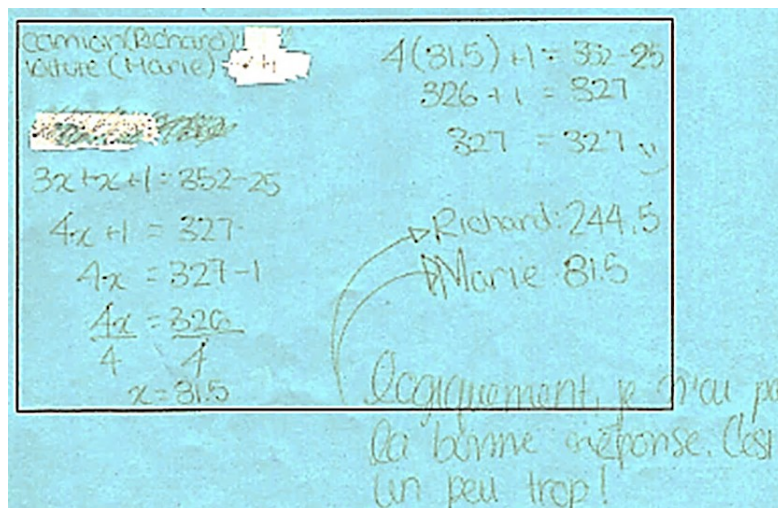 camion (Richard):
voiture (Marie) =
3x+x+1 = 352-25
4x+1 = 327
4x = 327-1
4x = 326
4 4
x = 81.5
4(81.5)+1 = 352-25
326+1 = 327
327 = 327
Richard: 244.5
Marie: 81.5
Logiquement, je n'ai
la bonne réponse. C'est
un peu trop!